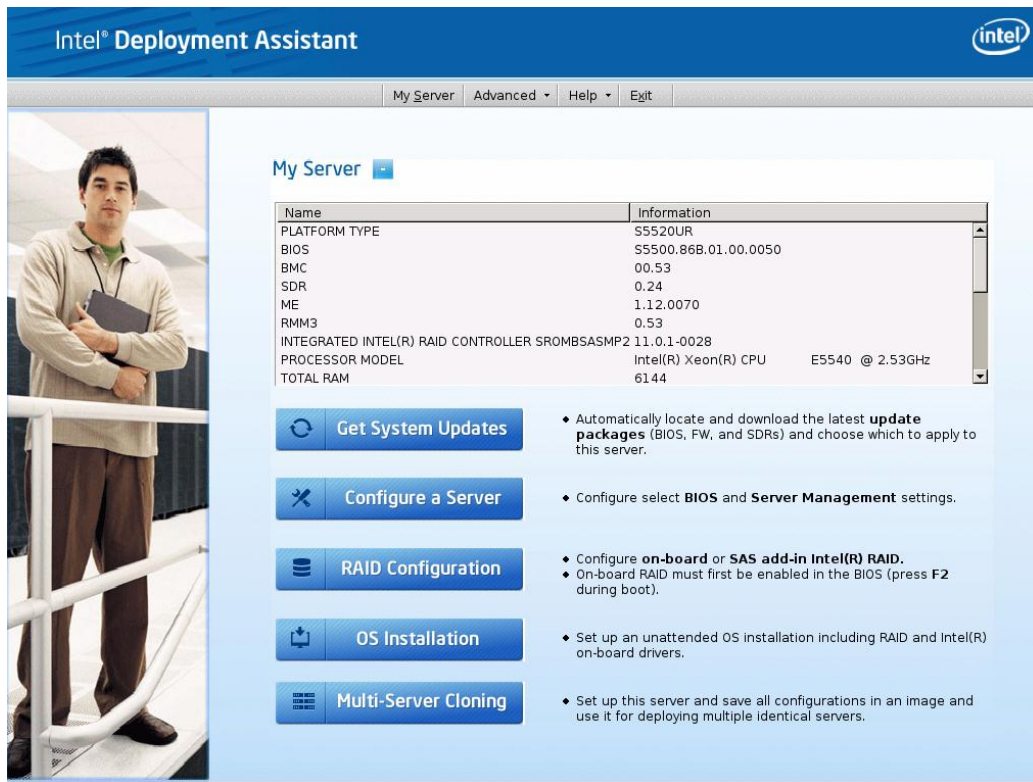 Intel® Deployment Assistant
intel
My Server Advanced Help Exit
My Server
Name Information
PLATFORM TYPE S5520UR
BIOS S5500.86B.01.00.0050
BMC 00.53
SDR 0.24
ME 1.12.0070
RMM3 0.53
INTEGRATED INTEL(R) RAID CONTROLLER SROMBSASMP2 11.0.1-0028
PROCESSOR MODEL Intel(R) Xeon(R) CPU E5540 @ 2.53GHz
TOTAL RAM 6144
Get System Updates
◆ Automatically locate and download the latest update
packages (BIOS, FW, and SDRs) and choose which to apply to
this server.
Configure a Server
◆ Configure select BIOS and Server Management settings.
RAID Configuration
◆ Configure on-board or SAS add-in Intel(R) RAID.
◆ On-board RAID must first be enabled in the BIOS (press F2
during boot).
OS Installation
◆ Set up an unattended OS installation including RAID and Intel(R)
on-board drivers.
Multi-Server Cloning
◆ Set up this server and save all configurations in an image and
use it for deploying multiple identical servers.